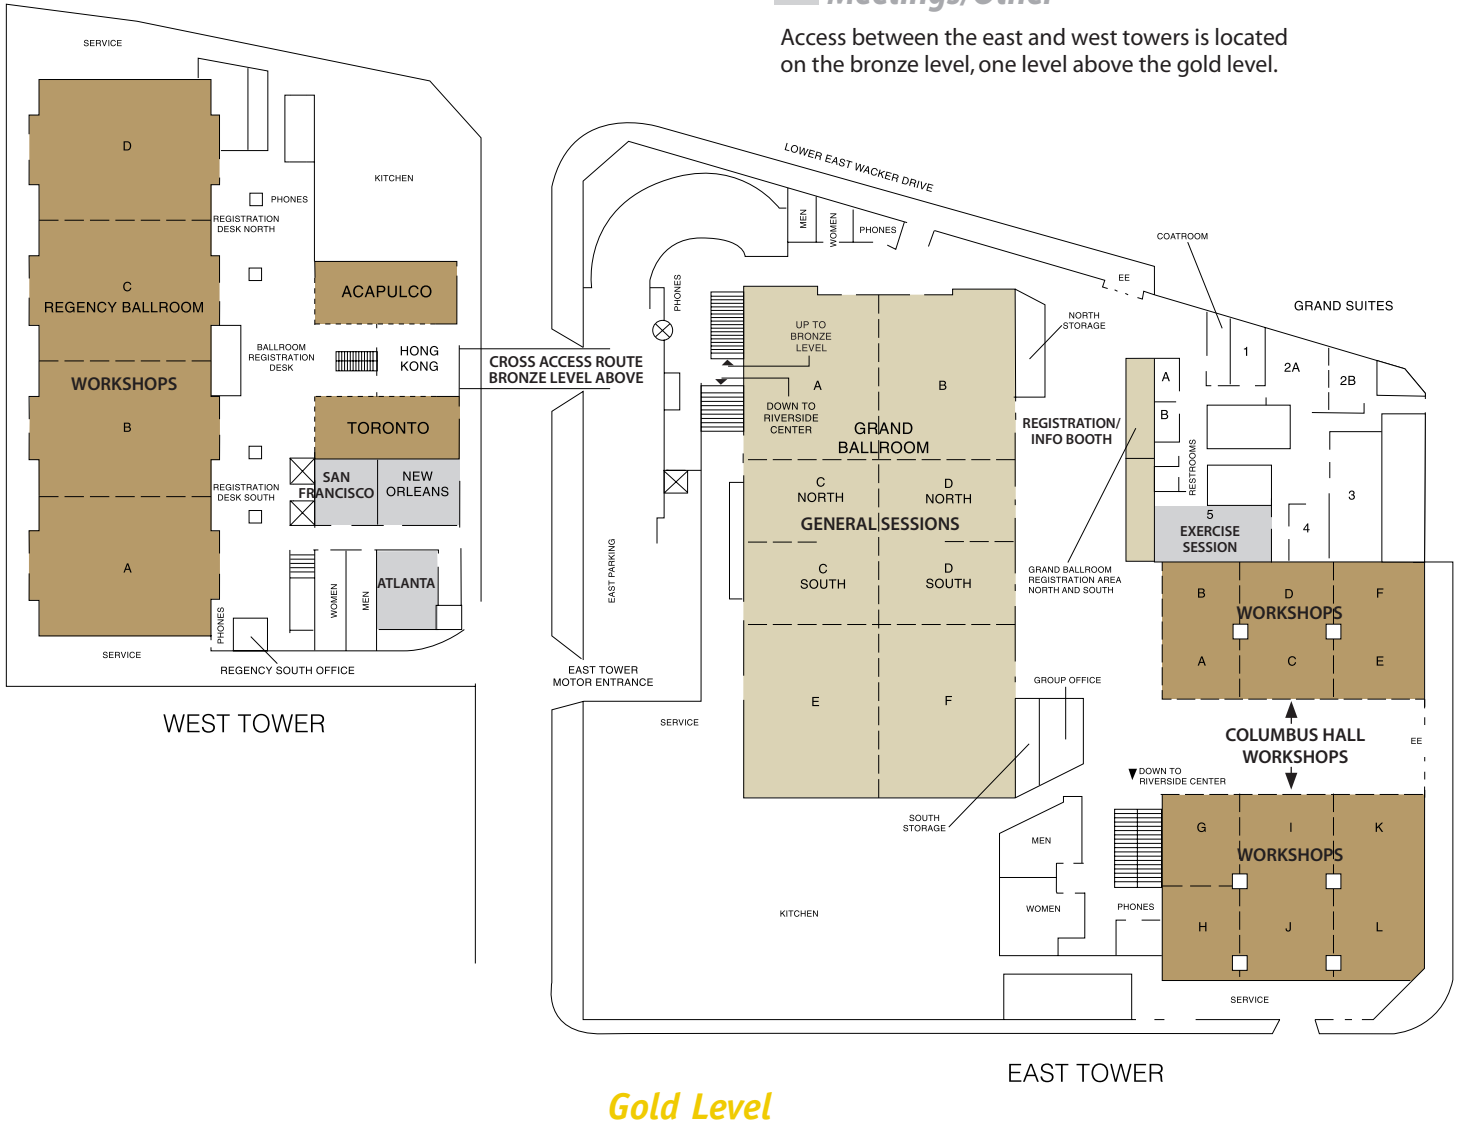 Meetings/Other
Access between the east and west towers is located
on the bronze level, one level above the gold level.
SERVICE
D
KITCHEN
PHONES
REGISTRATION
DESK NORTH
C
REGENCY BALLROOM
ACAPULCO
BALLROOM
REGISTRATION
DESK
HONG
KONG
CROSS ACCESS ROUTE
BRONZE LEVEL ABOVE
WORKSHOPS
B
TORONTO
SAN
FRANCISCO
NEW
ORLEANS
REGISTRATION
DESK SOUTH
A
WOMEN
MEN
ATLANTA
PHONES
SERVICE
REGENCY SOUTH OFFICE
WEST TOWER
LOWER EAST WACKER DRIVE
MEN
WOMEN
PHONES
PHONES
EE
COATROOM
GRAND SUITES
NORTH
STORAGE
UP TO
BRONZE
LEVEL
A
B
DOWN TO
RIVERSIDE
CENTER
GRAND
BALLROOM
REGISTRATION/
INFO BOOTH
A
B
1
2A
2B
RESTROOMS
3
4
5
EXERCISE
SESSION
C
NORTH
D
NORTH
GENERAL SESSIONS
C
SOUTH
D
SOUTH
EAST PARKING
GRAND BALLROOM
REGISTRATION AREA
NORTH AND SOUTH
B
D
F
WORKSHOPS
A
C
E
EAST TOWER
MOTOR ENTRANCE
SERVICE
E
F
GROUP OFFICE
COLUMBUS HALL
WORKSHOPS
EE
DOWN TO
RIVERSIDE CENTER
SOUTH
STORAGE
MEN
WOMEN
PHONES
G
I
K
WORKSHOPS
H
J
L
KITCHEN
SERVICE
EAST TOWER
Gold Level